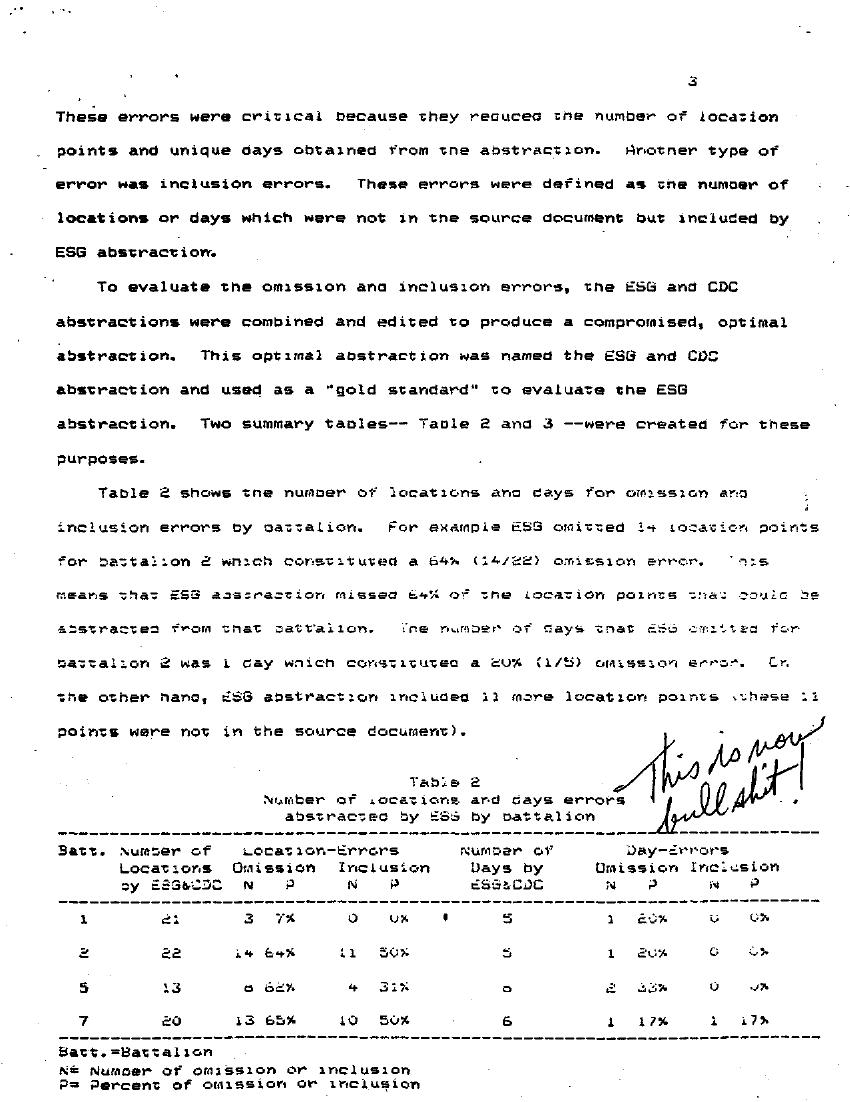 3
These errors were critical because they reduced the number of location
points and unique days obtained from the abstraction. Another type of
error was inclusion errors. These errors were defined as the number of
locations or days which were not in the source document but included by
ESG abstraction.
To evaluate the omission and inclusion errors, the ESG and CDC
abstractions were combined and edited to produce a compromised, optimal
abstraction. This optimal abstraction was named the ESG and CDC
abstraction and used as a "gold standard" to evaluate the ESG
abstraction. Two summary tables-- Table 2 and 3 --were created for these
purposes.
Table 2 shows the number of locations and days for omission and
inclusion errors by battalion. For example ESG omitted 14 location points
for battalion 2 which constituted a 64% (14/22) omission error. This
means that ESG abstraction missed 64% of the location points that could be
abstracted from that battalion. The number of days that ESG omitted for
battalion 2 was 1 day which constituted a 20% (1/5) omission error. On
the other hand, ESG abstraction included 11 more location points (these 11
points were not in the source document).
This is now
bullshit!
Table 2
Number of locations and days errors
abstracted by ESG by battalion
Batt. Number of Location-Errors Number of Day-Errors
Locations Omission Inclusion Days by Omission Inclusion
by ESG&CDC N P N P ESG&CDC N P N P
1 21 3 7% 0 0% 5 1 20% 0 0%
2 22 14 64% 11 50% 5 1 20% 0 0%
5 13 8 62% 4 31% 6 2 33% 0 0%
7 20 13 65% 10 50% 6 1 17% 1 17%
Batt.=Battalion
N= Number of omission or inclusion
P= Percent of omission or inclusion